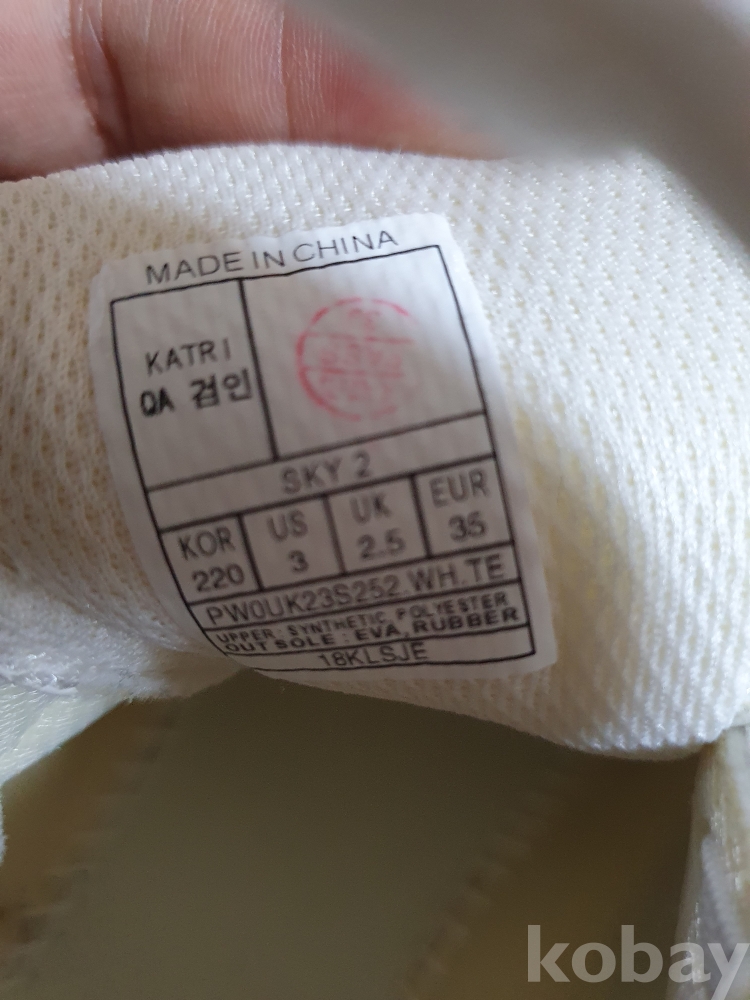 MADE IN CHINA
KATRI
QA 검인
SKY 2
KOR US UK EUR
220 3 2.5 35
PW0UK23S252.WH.TE
UPPER: SYNTHETIC, POLYESTER
OUT SOLE : EVA, RUBBER
18KLSJE
kobay